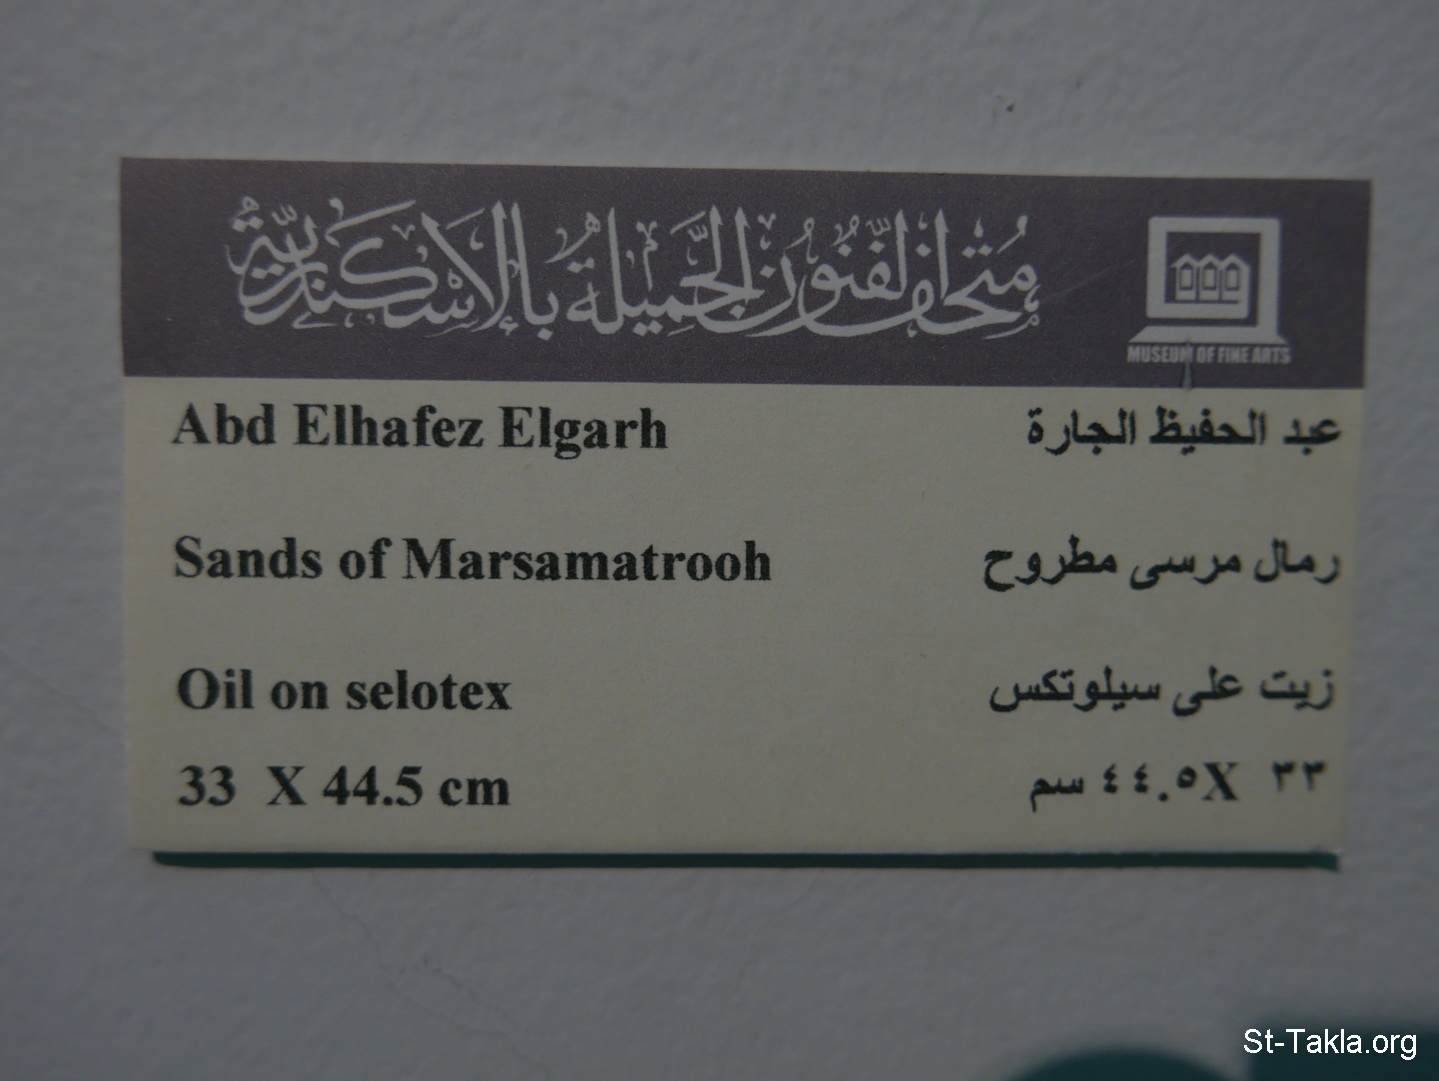 متحف الفنون الجميلة بالإسكندرية
MUSEUM OF FINE ARTS
Abd Elhafez Elgarh
عبد الحفيظ الجارة
Sands of Marsamatrooh
رمال مرسى مطروح
Oil on selotex
زيت على سيلوتكس
33 X 44.5 cm
٣٣ X٤٤.٥ سم
St-Takla.org